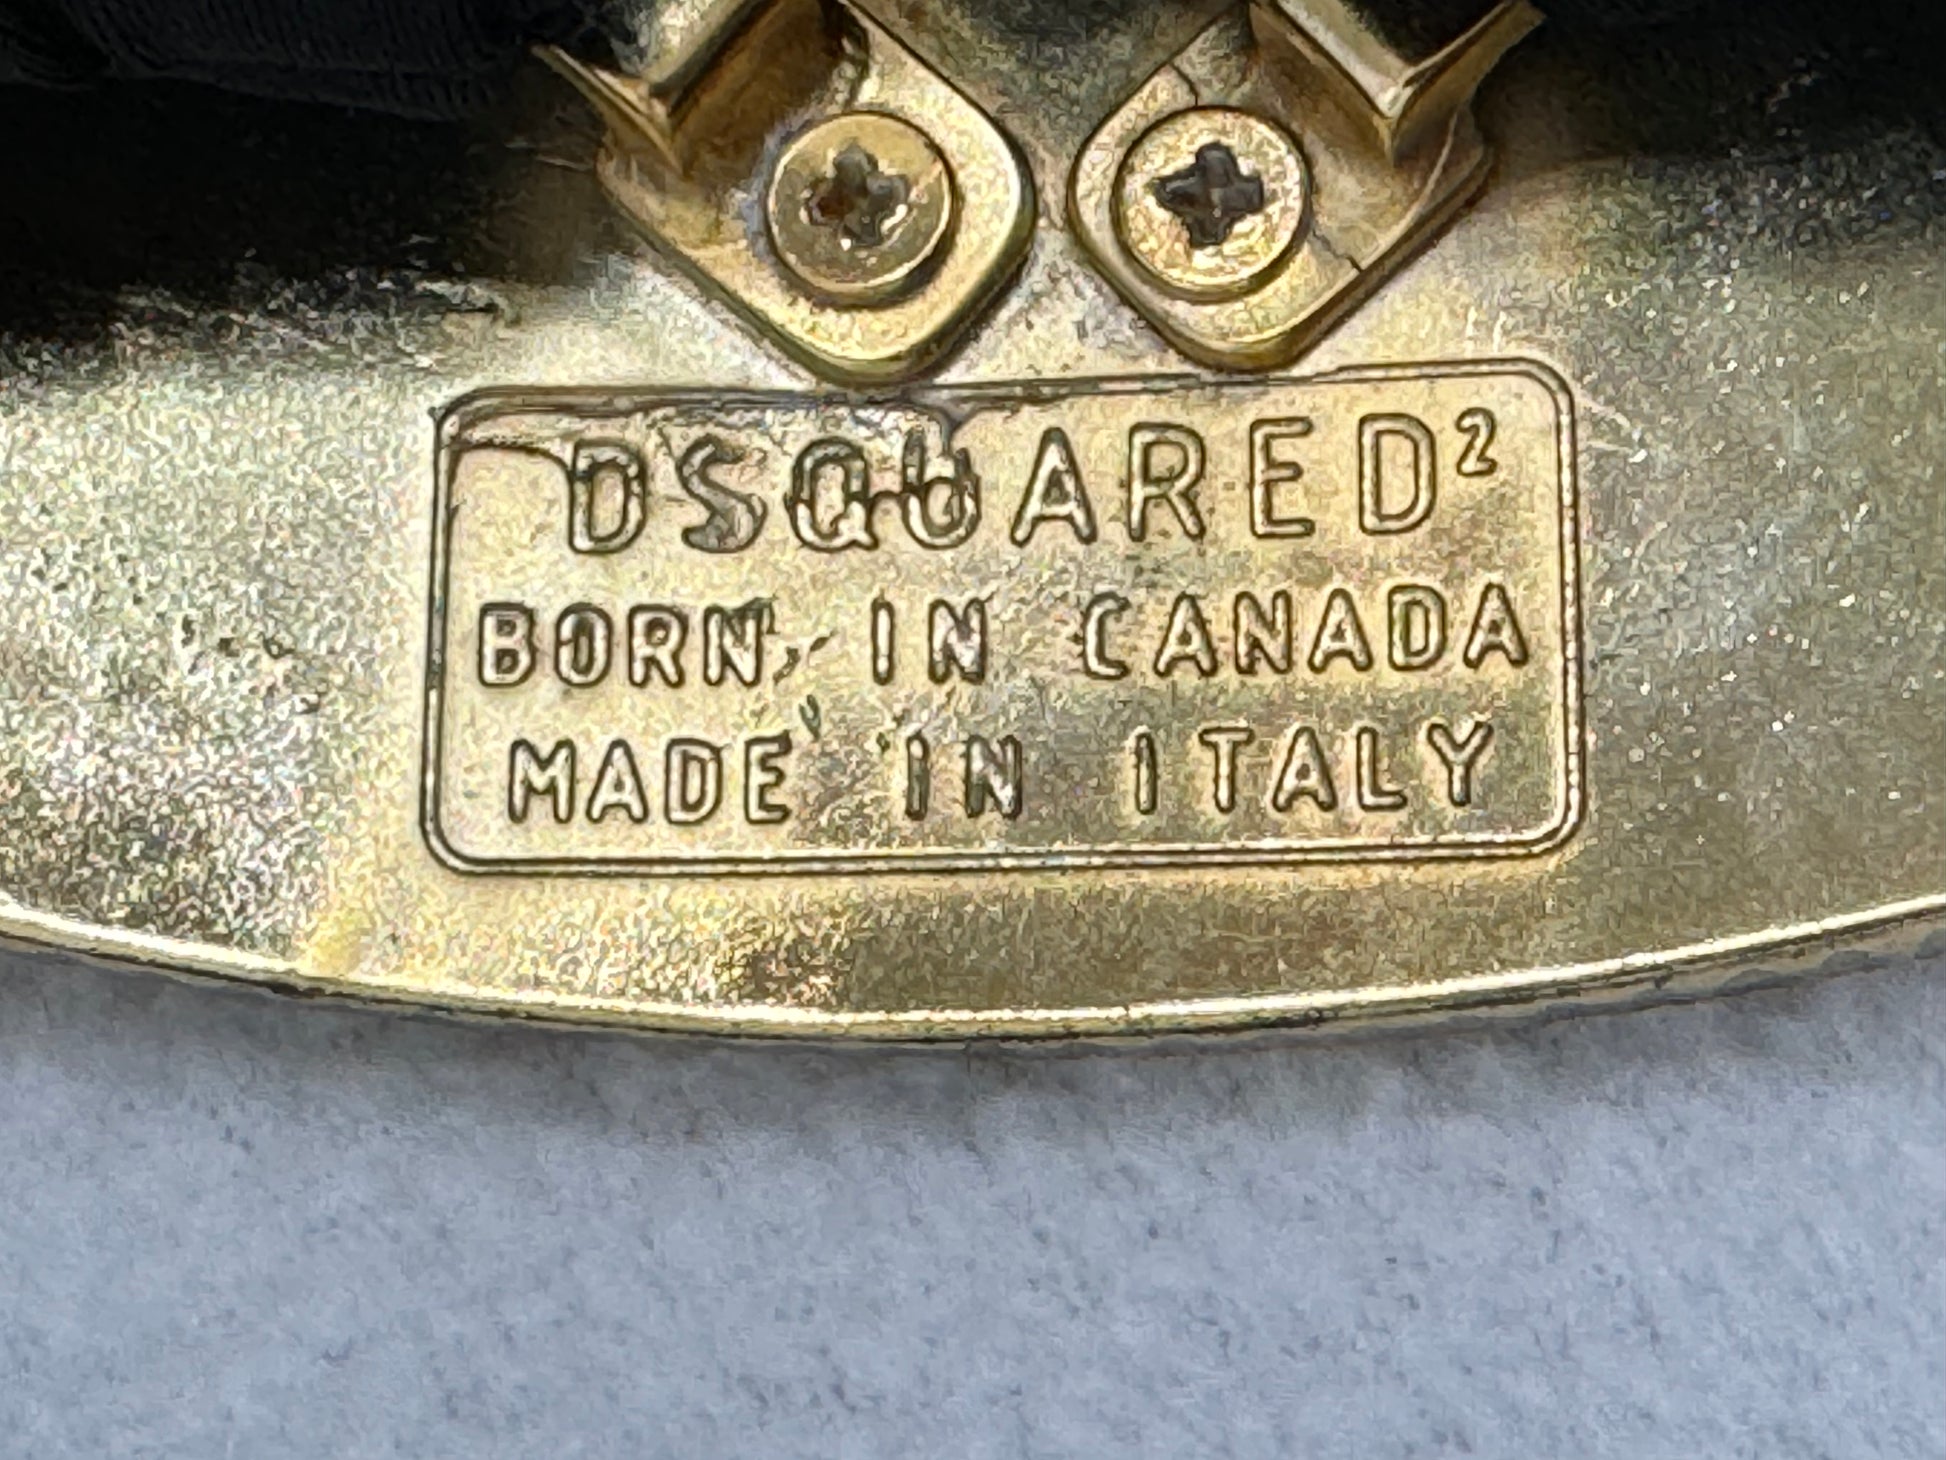 DSQUARED²
BORN IN CANADA
MADE IN ITALY